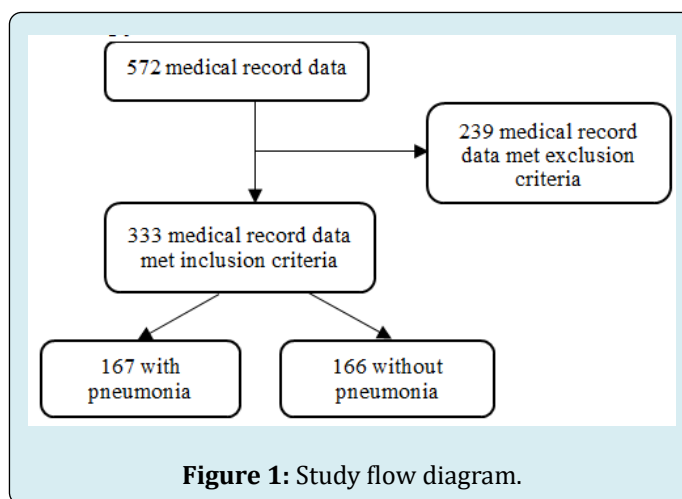 572 medical record data
239 medical record
data met exclusion
criteria
333 medical record data
met inclusion criteria
167 with
pneumonia
166 without
pneumonia
Figure 1: Study flow diagram.